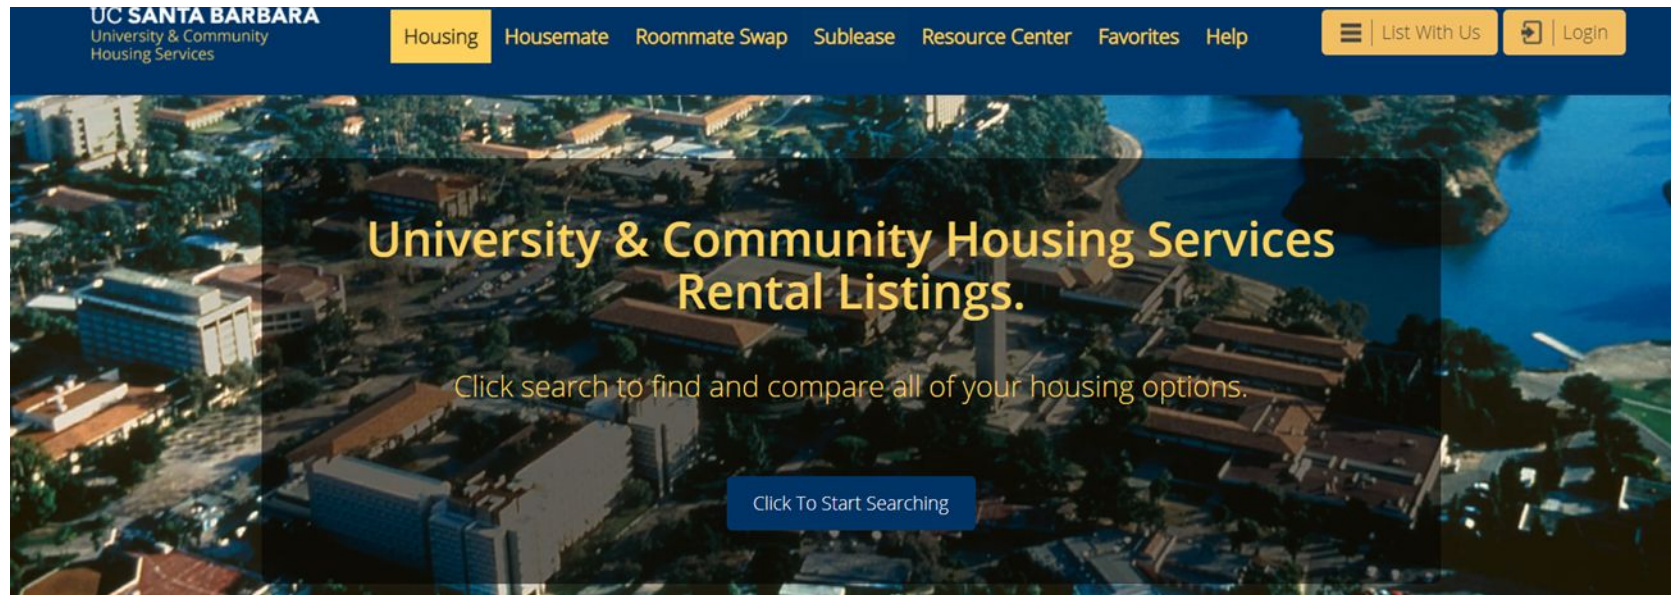 UC SANTA BARBARA
University & Community
Housing Services
Housing Housemate Roommate Swap Sublease Resource Center Favorites Help
List With Us
Login
University & Community Housing Services
Rental Listings.
Click search to find and compare all of your housing options.
Click To Start Searching